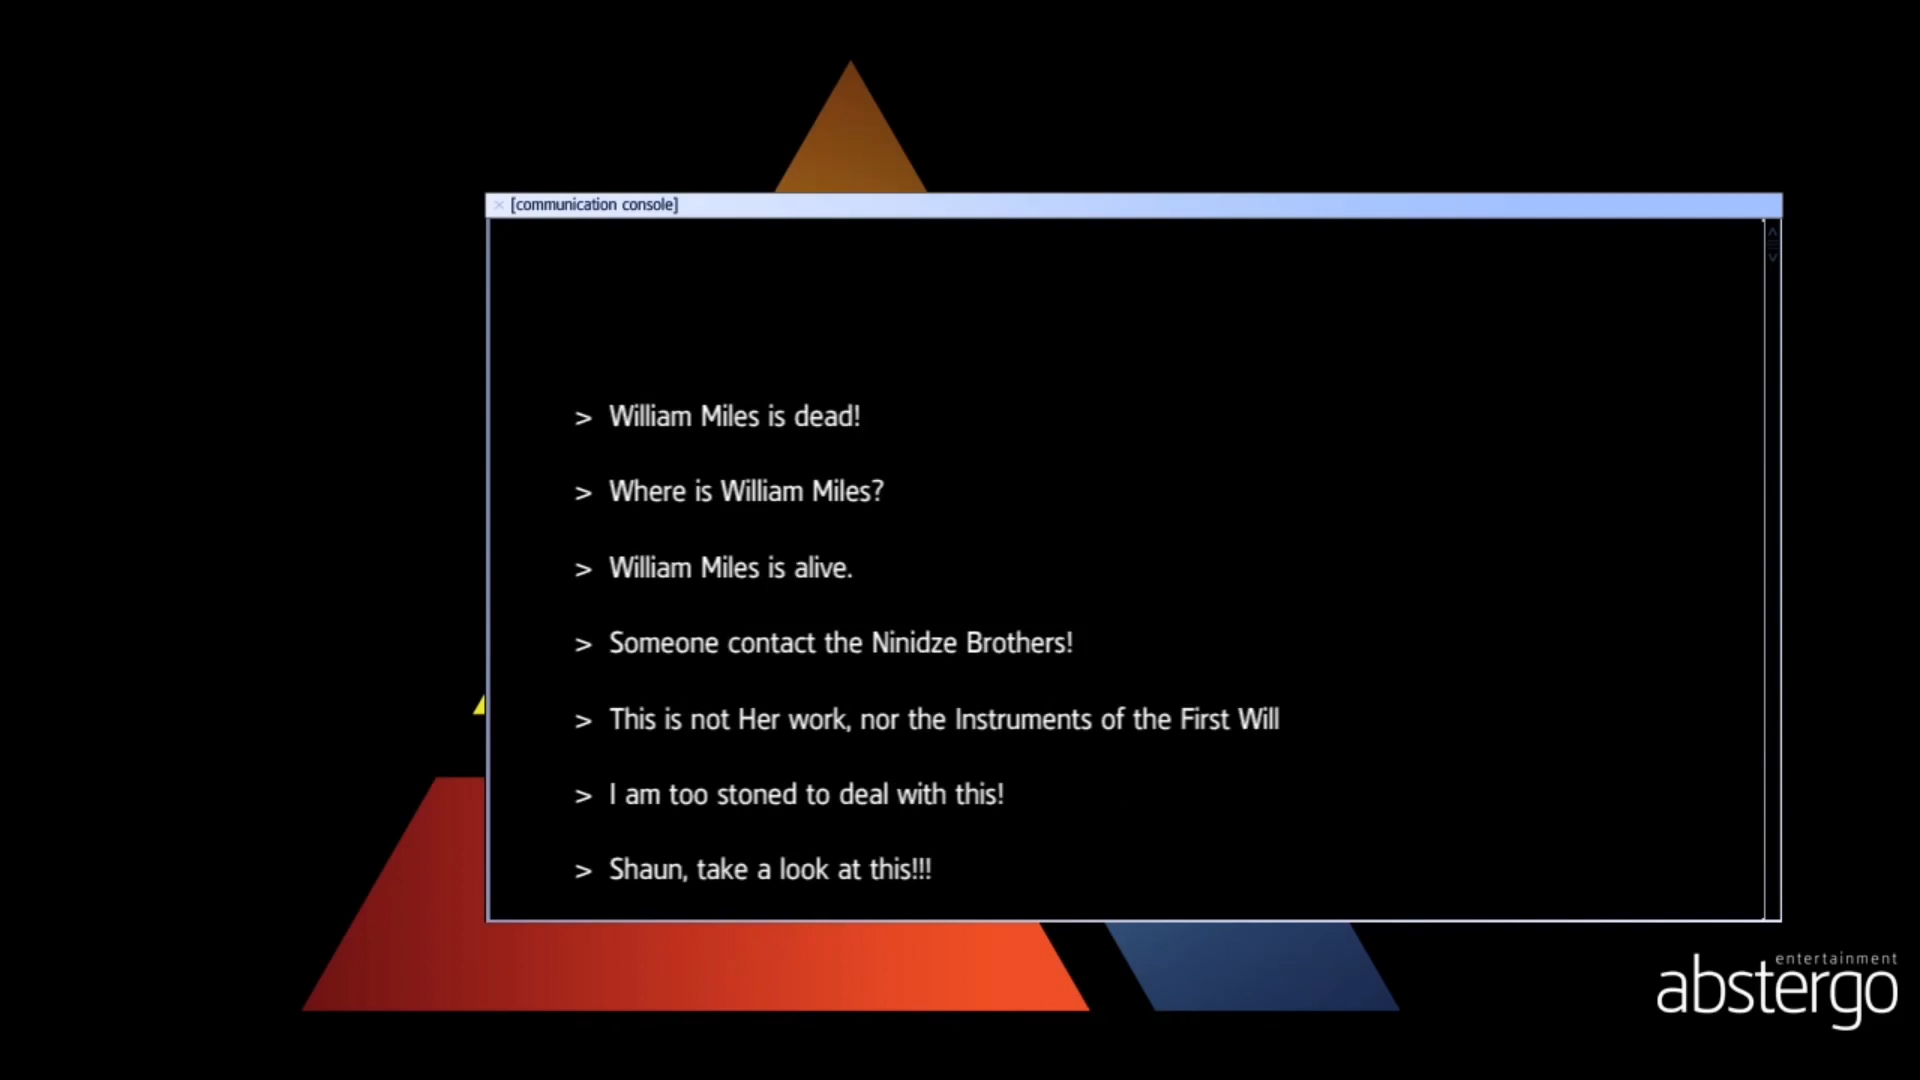 [communication console]
> William Miles is dead!
> Where is William Miles?
> William Miles is alive.
> Someone contact the Ninidze Brothers!
> This is not Her work, nor the Instruments of the First Will
> I am too stoned to deal with this!
> Shaun, take a look at this!!!
entertainment
abstergo